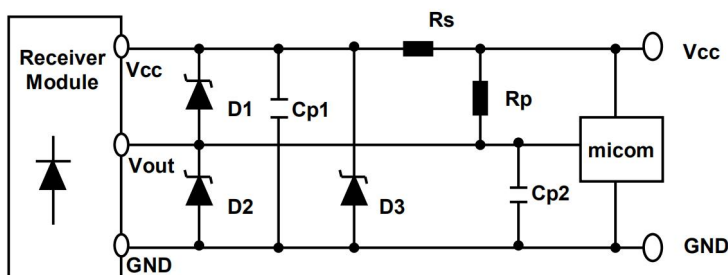 Receiver
Module
Vcc
Vout
GND
D1
D2
Cp1
D3
Rs
Rp
Cp2
micom
Vcc
GND